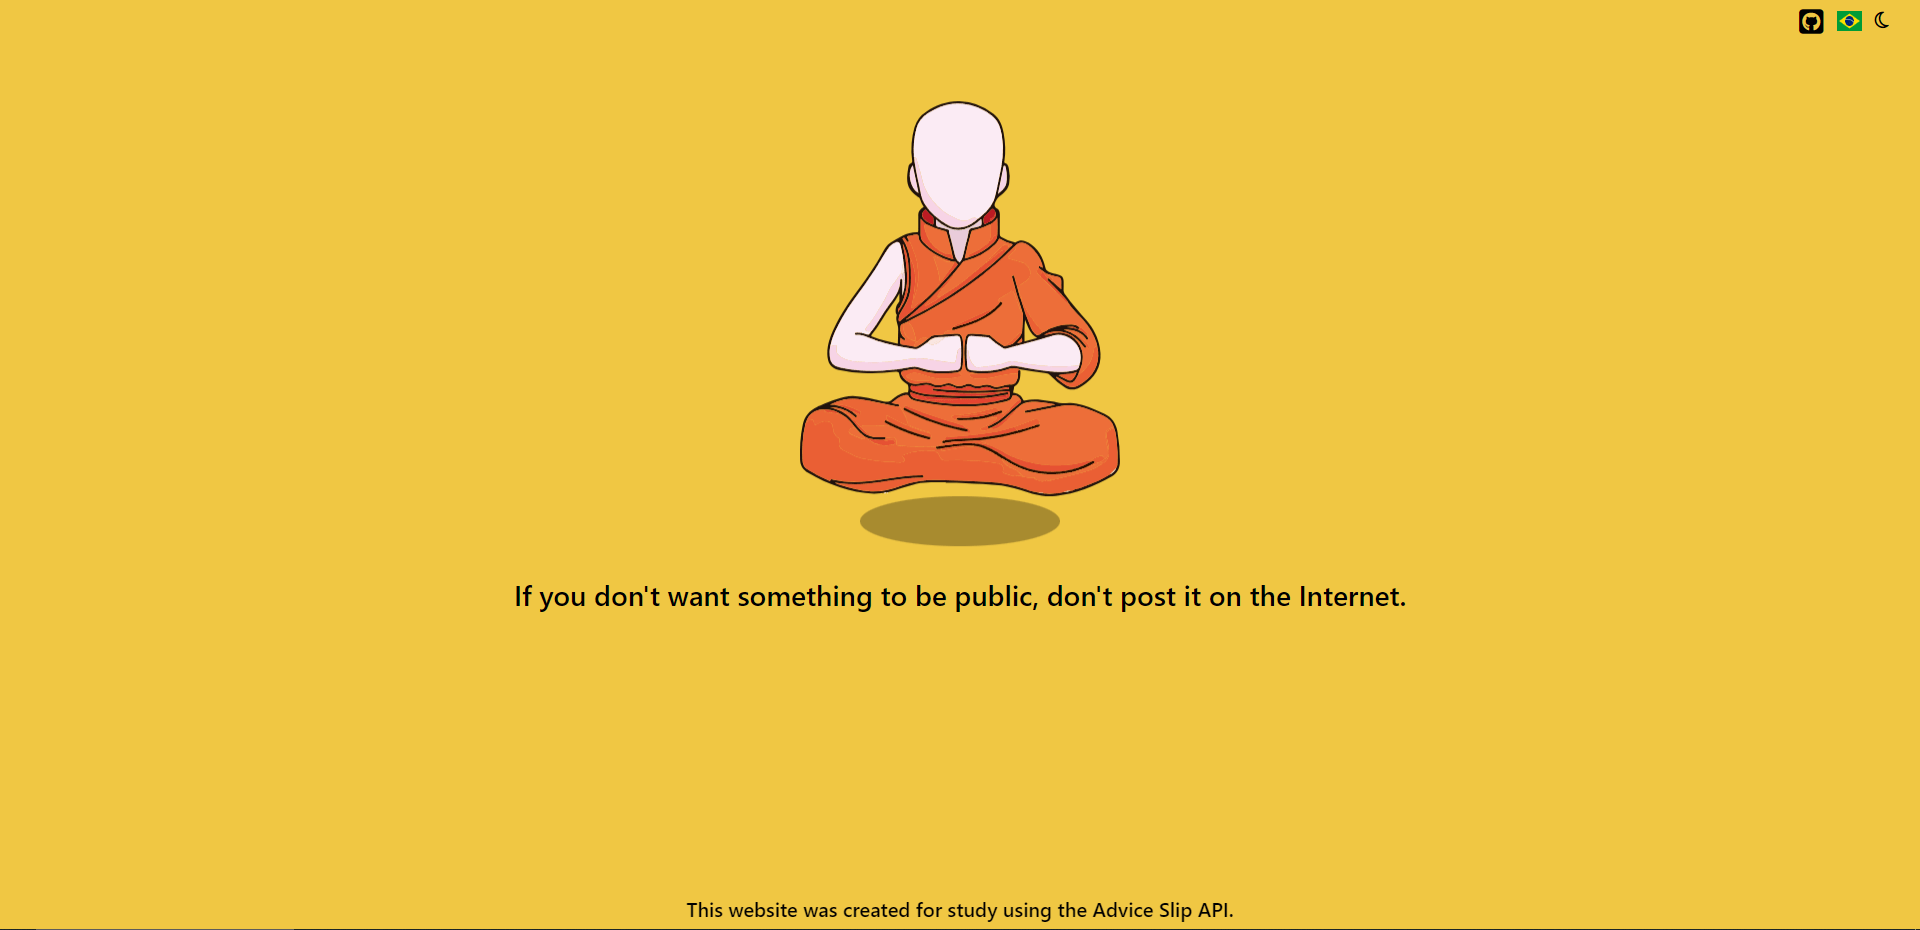 If you don't want something to be public, don't post it on the Internet.
This website was created for study using the Advice Slip API.